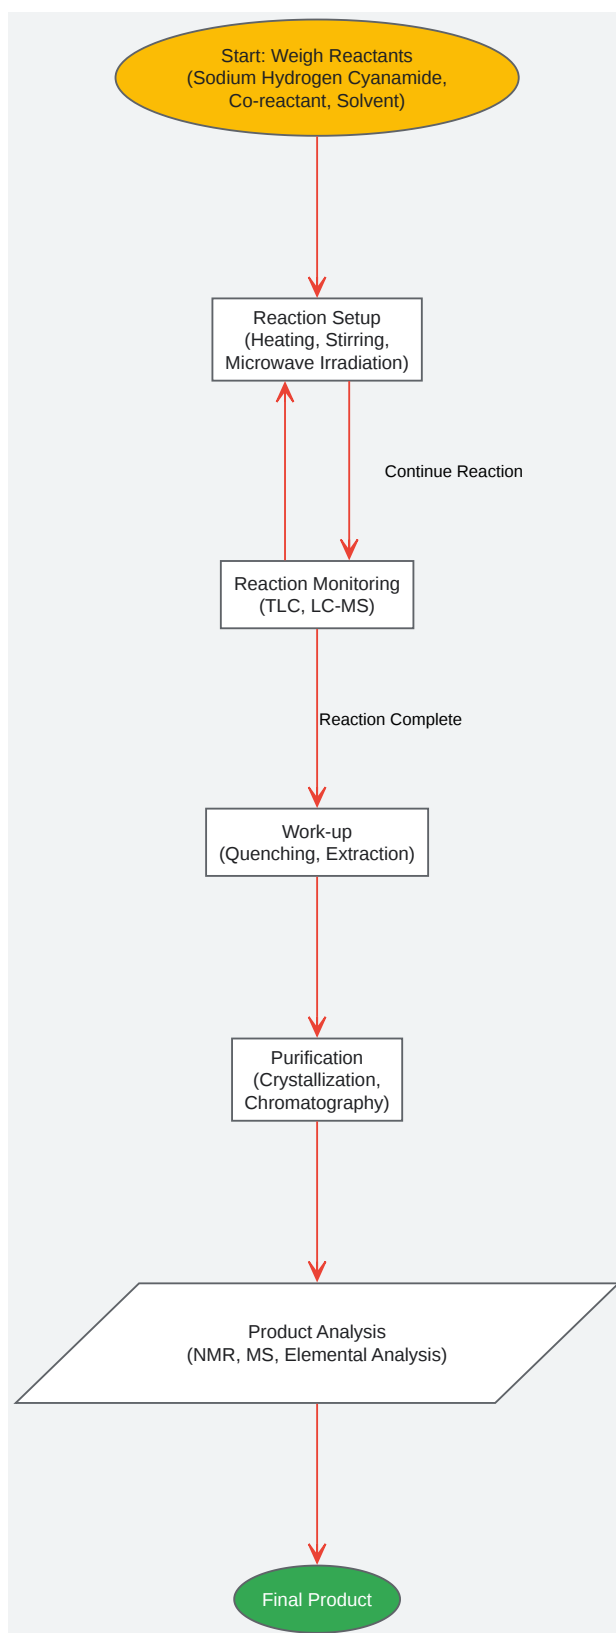 Start: Weigh Reactants
(Sodium Hydrogen Cyanamide,
Co-reactant, Solvent)
Reaction Setup
(Heating, Stirring,
Microwave Irradiation)
Continue Reaction
Reaction Monitoring
(TLC, LC-MS)
Reaction Complete
Work-up
(Quenching, Extraction)
Purification
(Crystallization,
Chromatography)
Product Analysis
(NMR, MS, Elemental Analysis)
Final Product